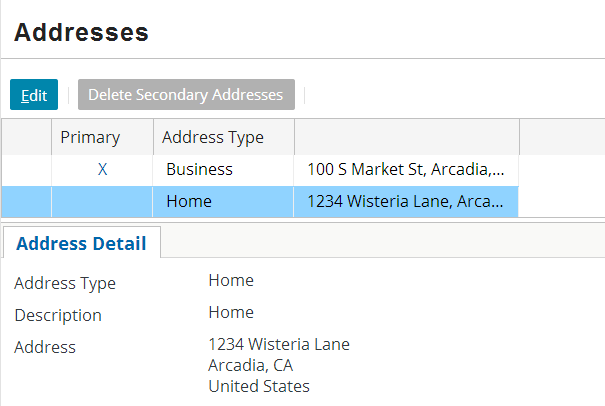 Addresses
Edit Delete Secondary Addresses
Primary Address Type
X Business 100 S Market St, Arcadia,...
Home 1234 Wisteria Lane, Arca...
Address Detail
Address Type Home
Description Home
Address 1234 Wisteria Lane
Arcadia, CA
United States